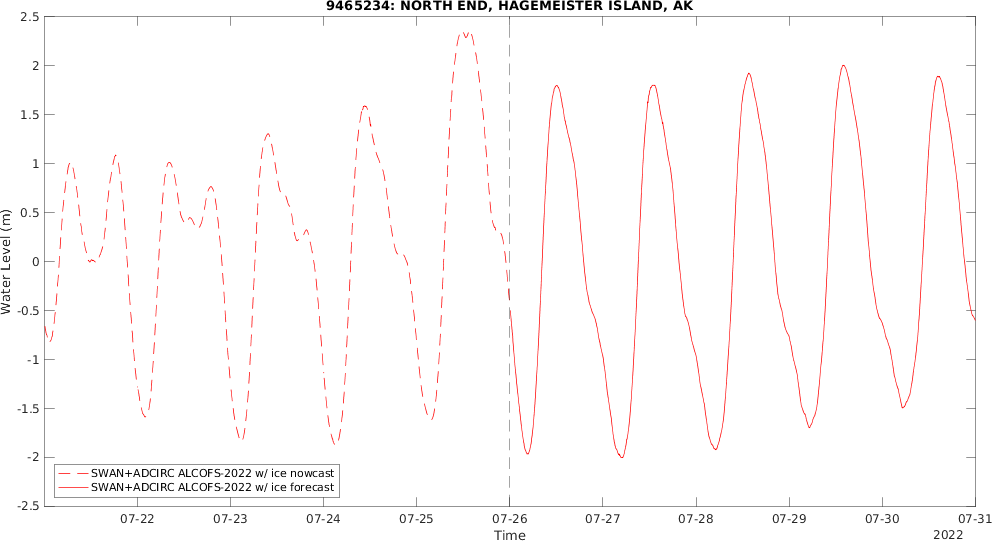 9465234: NORTH END, HAGEMEISTER ISLAND, AK
2.5
2
1.5
1
0.5
0
-0.5
-1
-1.5
-2
-2.5
Water Level (m)
SWAN+ADCIRC ALCOFS-2022 w/ ice nowcast
SWAN+ADCIRC ALCOFS-2022 w/ ice forecast
07-22 07-23 07-24 07-25 07-26 07-27 07-28 07-29 07-30 07-31
Time
2022